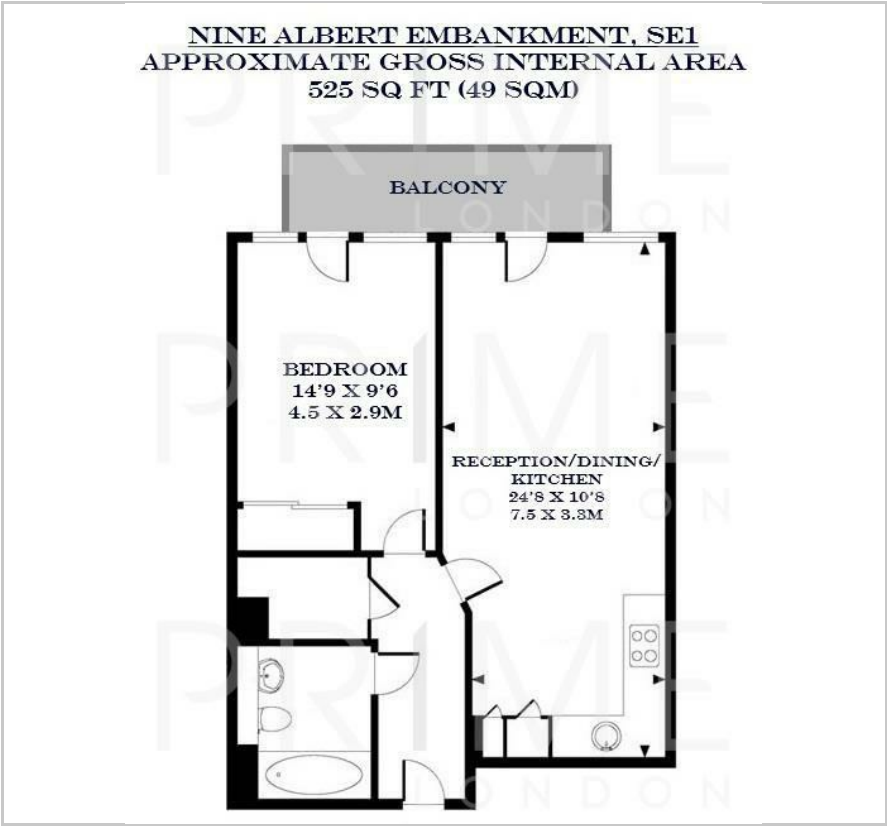 NINE ALBERT EMBANKMENT, SE1
APPROXIMATE GROSS INTERNAL AREA
525 SQ FT (49 SQM)
PRIME
LONDON
BALCONY
PRIME
LONDON
BEDROOM
14'9 X 9'6
4.5 X 2.9M
RECEPTION/DINING/
KITCHEN
24'8 X 10'8
7.5 X 3.3M
PRIME
LONDON